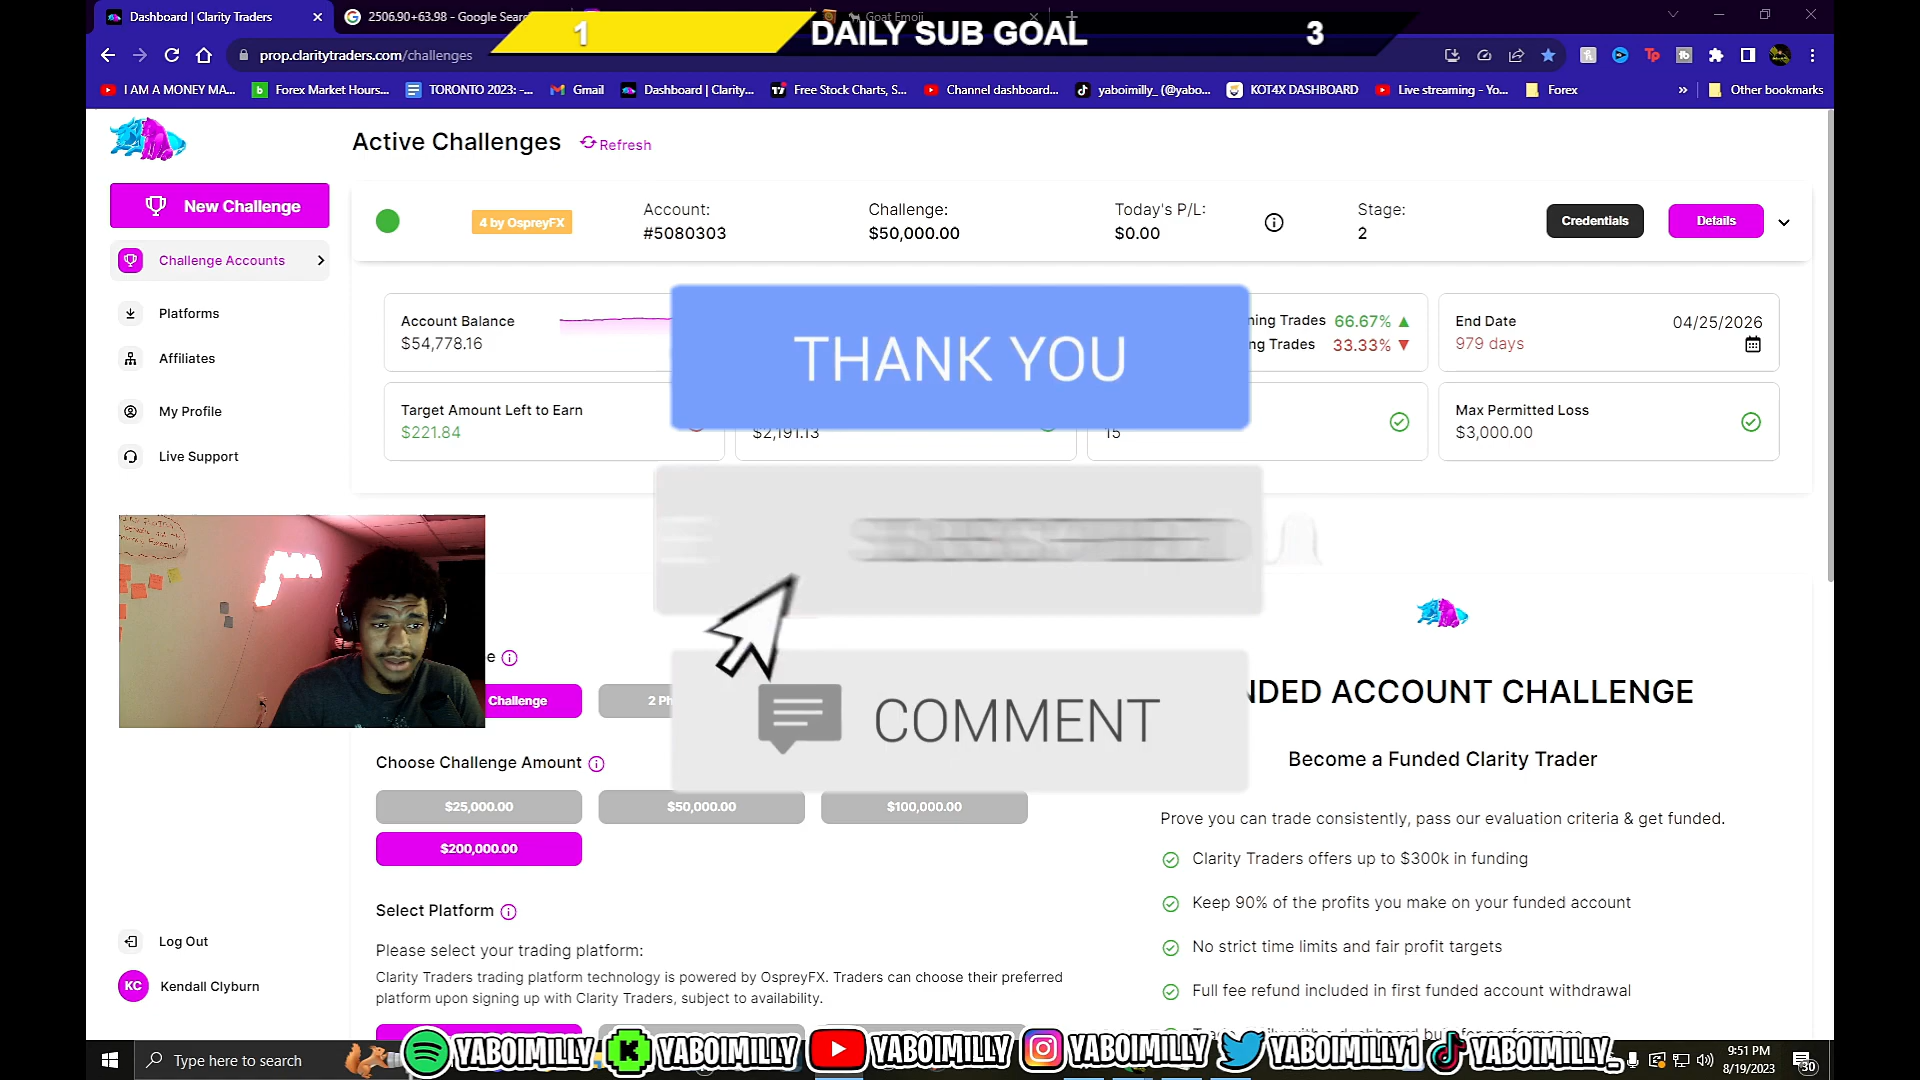 Dashboard | Clarity Traders
2506.90+63.98 - Google Sear
Goat Emoji
1
DAILY SUB GOAL
3
prop.claritytraders.com/challenges
I AM A MONEY MA...
Forex Market Hours...
TORONTO 2023: -...
Gmail
Dashboard | Clarity...
Free Stock Charts, S...
Channel dashboard...
yaboimilly_ (@yabo...
KOT4X DASHBOARD
Live streaming - Yo...
Forex
Other bookmarks
Active Challenges
Refresh
New Challenge
Challenge Accounts
Platforms
Affiliates
My Profile
Live Support
Log Out
KC
Kendall Clyburn
4 by OspreyFX
Account:
#5080303
Challenge:
$50,000.00
Today's P/L:
$0.00
Stage:
2
Credentials
Details
Account Balance
$54,778.16
ning Trades 66.67%
ng Trades 33.33%
End Date
04/25/2026
979 days
Target Amount Left to Earn
$221.84
$2,191.13
15
Max Permitted Loss
$3,000.00
THANK YOU
COMMENT
e
Challenge
2 Ph
Choose Challenge Amount
$25,000.00
$50,000.00
$100,000.00
$200,000.00
Select Platform
Please select your trading platform:
Clarity Traders trading platform technology is powered by OspreyFX. Traders can choose their preferred
platform upon signing up with Clarity Traders, subject to availability.
NDED ACCOUNT CHALLENGE
Become a Funded Clarity Trader
Prove you can trade consistently, pass our evaluation criteria & get funded.
Clarity Traders offers up to $300k in funding
Keep 90% of the profits you make on your funded account
No strict time limits and fair profit targets
Full fee refund included in first funded account withdrawal
Type here to search
YABOIMILLY
YABOIMILLY
YABOIMILLY
YABOIMILLY
YABOIMILLY1
YABOIMILLY_
9:51 PM
8/19/2023
30